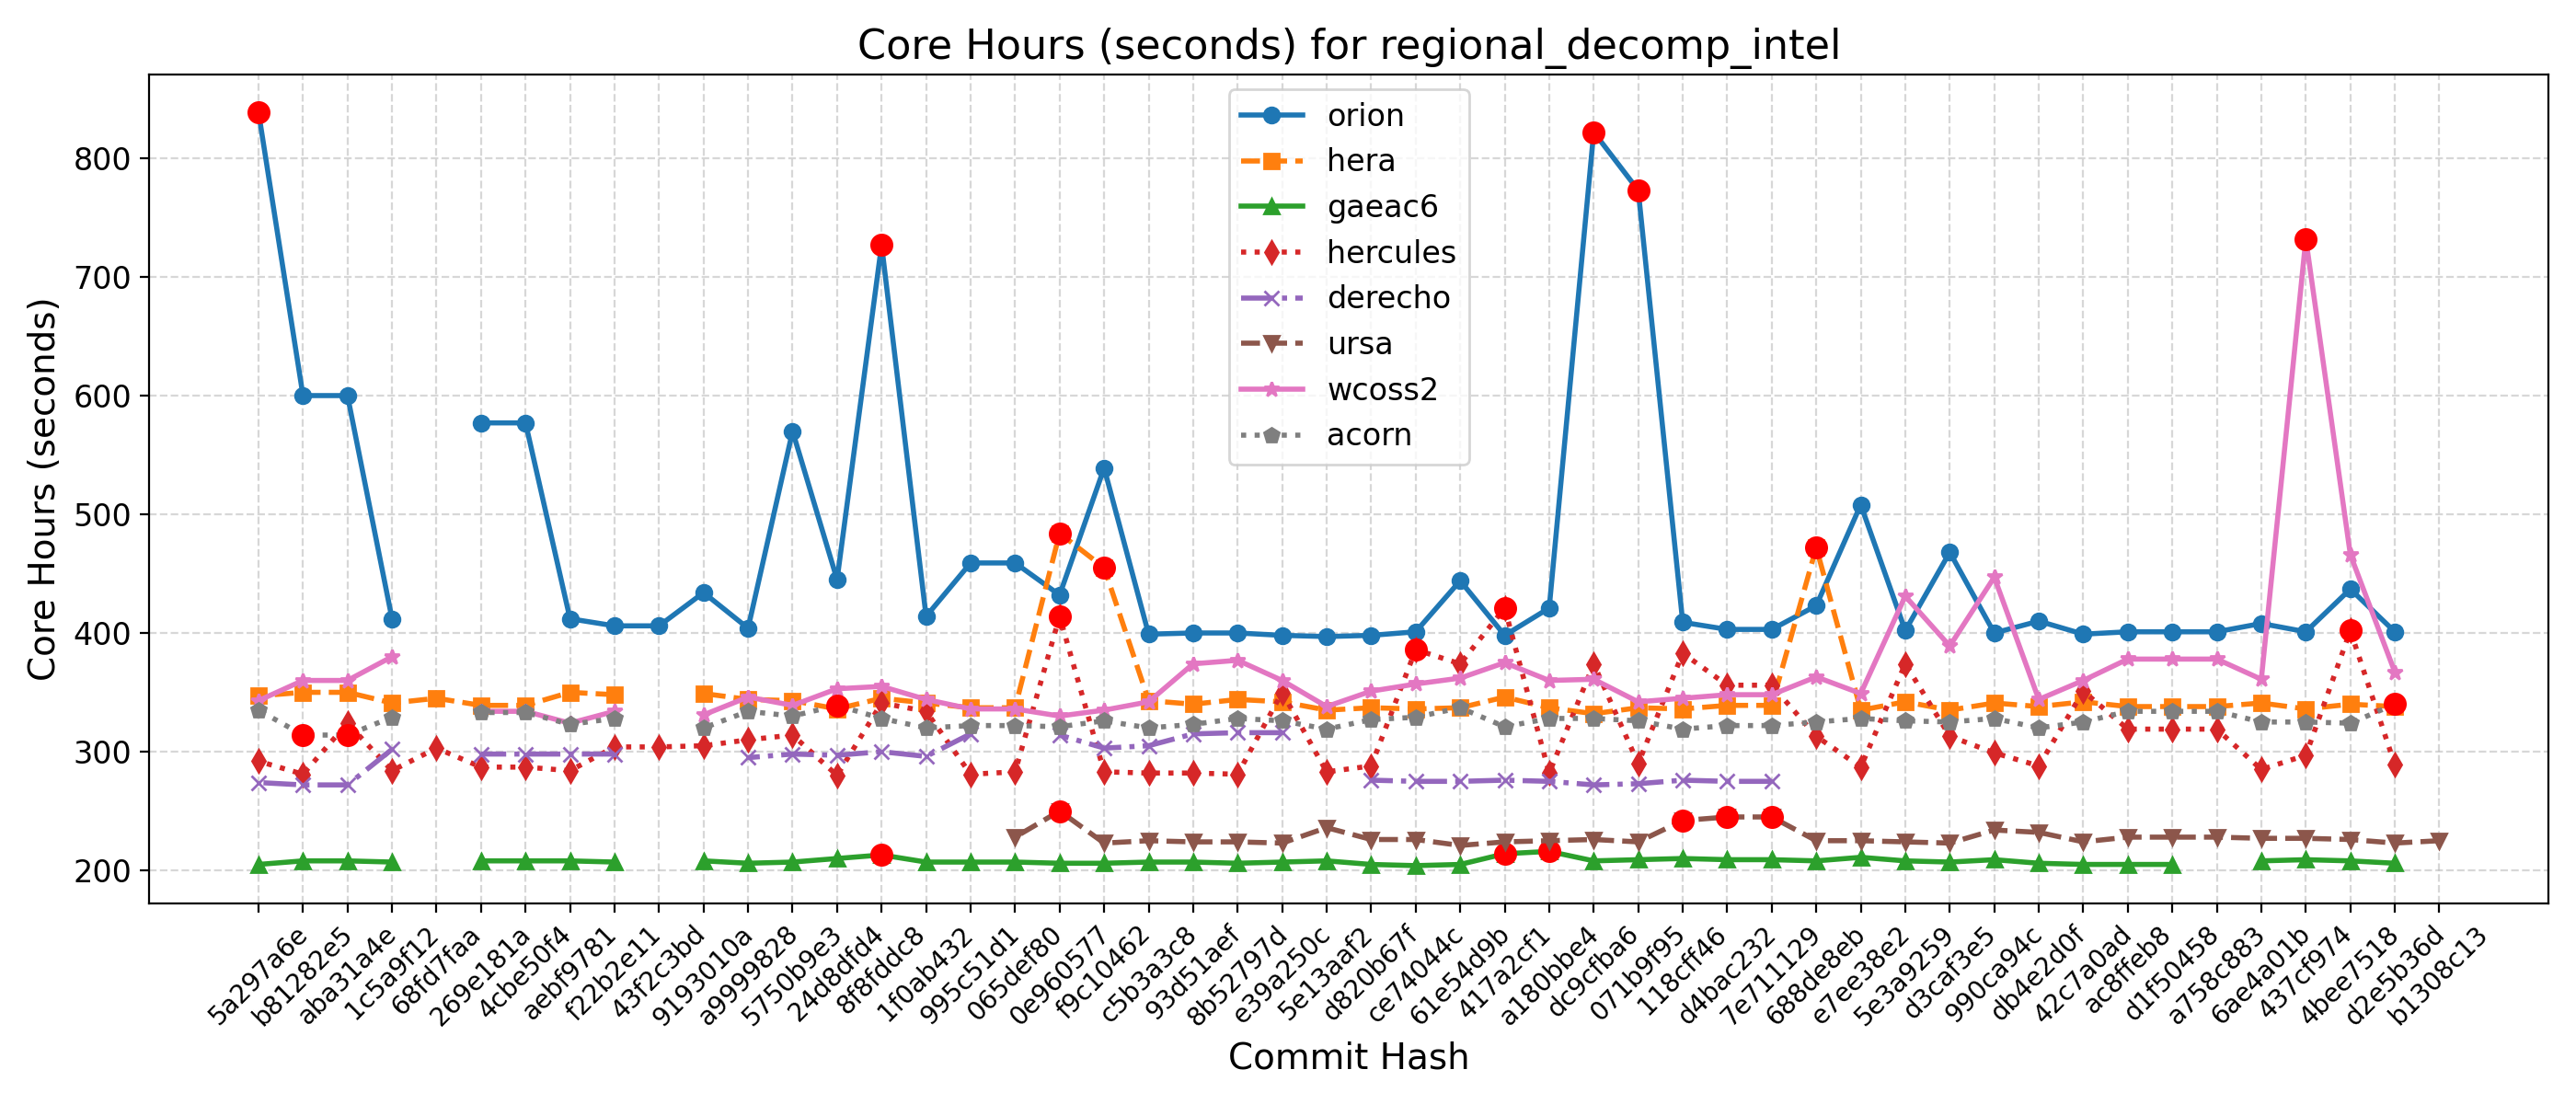 Core Hours (seconds) for regional_decomp_intel
Core Hours (seconds)
800
700
600
500
400
300
200
orion
hera
gaeac6
hercules
derecho
ursa
wcoss2
acorn
5a297a6e
b81282e5
aba31a4e
1c5a9f12
68fd7faa
269e181a
4cbe50f4
aebf9781
f22b2e11
43f2c3bd
9193010a
a9999828
5750b9e3
24d8dfd4
8f8fddc8
1f0ab432
995c51d1
065def80
0e960577
f9c10462
c5b3a3c8
93d51aef
8b52797d
e39a250c
5e13aaf2
d820b67f
ce74044c
61e54d9b
417a2cf1
a180bbe4
dc9cfba6
071b9f95
118cff46
d4bac232
7e711129
688de8eb
e7ee38e2
5e3a9259
d3caf3e5
990ca94c
db4e2d0f
42c7a0ad
ac8ffeb8
d1f50458
a758c883
6ae4a01b
437cf974
4bee7518
d2e5b36d
b1308c13
Commit Hash